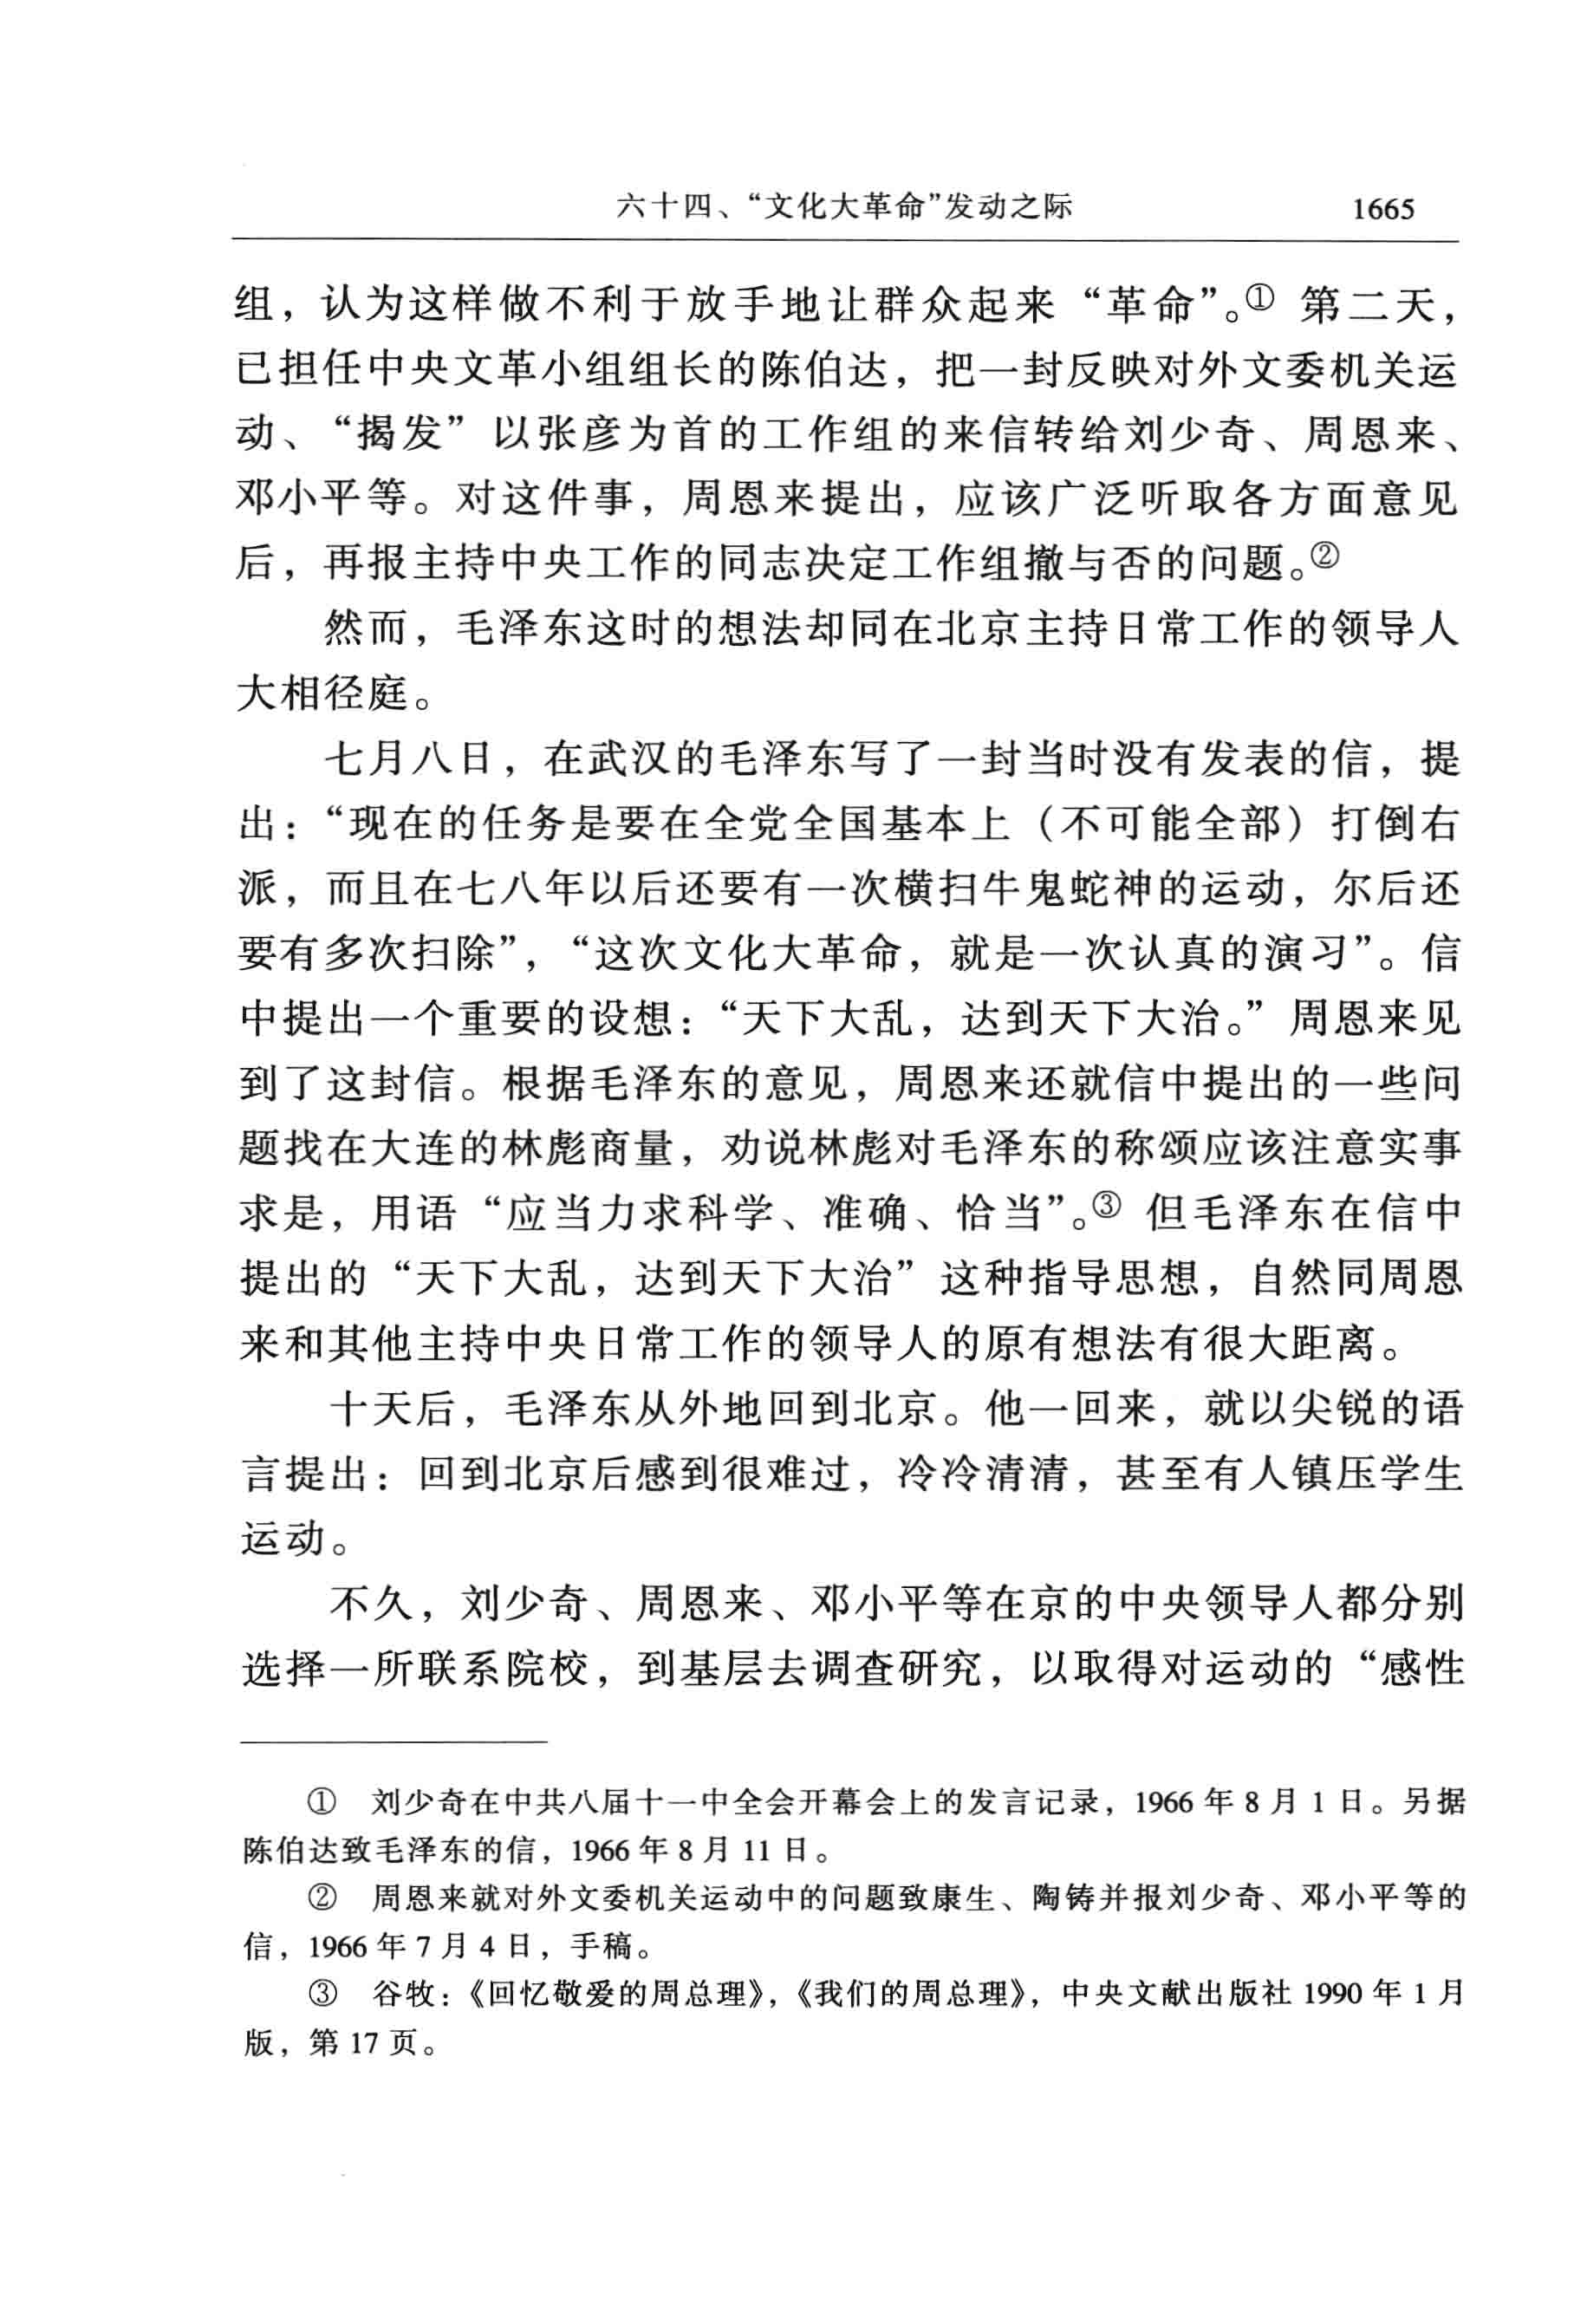 六十四、“文化大革命”发动之际 1665
组，认为这样做不利于放手地让群众起来“革命”。① 第二天，
已担任中央文革小组组长的陈伯达，把一封反映对外文委机关运
动、“揭发”以张彦为首的工作组的来信转给刘少奇、周恩来、
邓小平等。对这件事，周恩来提出，应该广泛听取各方面意见
后，再报主持中央工作的同志决定工作组撤与否的问题。②
然而，毛泽东这时的想法却同在北京主持日常工作的领导人
大相径庭。
七月八日，在武汉的毛泽东写了一封当时没有发表的信，提
出：“现在的任务是要在全党全国基本上（不可能全部）打倒右
派，而且在七八年以后还要有一次横扫牛鬼蛇神的运动，尔后还
要有多次扫除”，“这次文化大革命，就是一次认真的演习”。信
中提出一个重要的设想：“天下大乱，达到天下大治。”周恩来见
到了这封信。根据毛泽东的意见，周恩来还就信中提出的一些问
题找在大连的林彪商量，劝说林彪对毛泽东的称颂应该注意实事
求是，用语“应当力求科学、准确、恰当”。③ 但毛泽东在信中
提出的“天下大乱，达到天下大治”这种指导思想，自然同周恩
来和其他主持中央日常工作的领导人的原有想法有很大距离。
十天后，毛泽东从外地回到北京。他一回来，就以尖锐的语
言提出：回到北京后感到很难过，冷冷清清，甚至有人镇压学生
运动。
不久，刘少奇、周恩来、邓小平等在京的中央领导人都分别
选择一所联系院校，到基层去调查研究，以取得对运动的“感性
① 刘少奇在中共八届十一中全会开幕会上的发言记录，1966 年 8 月 1 日。另据
陈伯达致毛泽东的信，1966 年 8 月 11 日。
② 周恩来就对外文委机关运动中的问题致康生、陶铸并报刘少奇、邓小平等的
信，1966 年 7 月 4 日，手稿。
③ 谷牧：《回忆敬爱的周总理》，《我们的周总理》，中央文献出版社 1990 年 1 月
版，第 17 页。